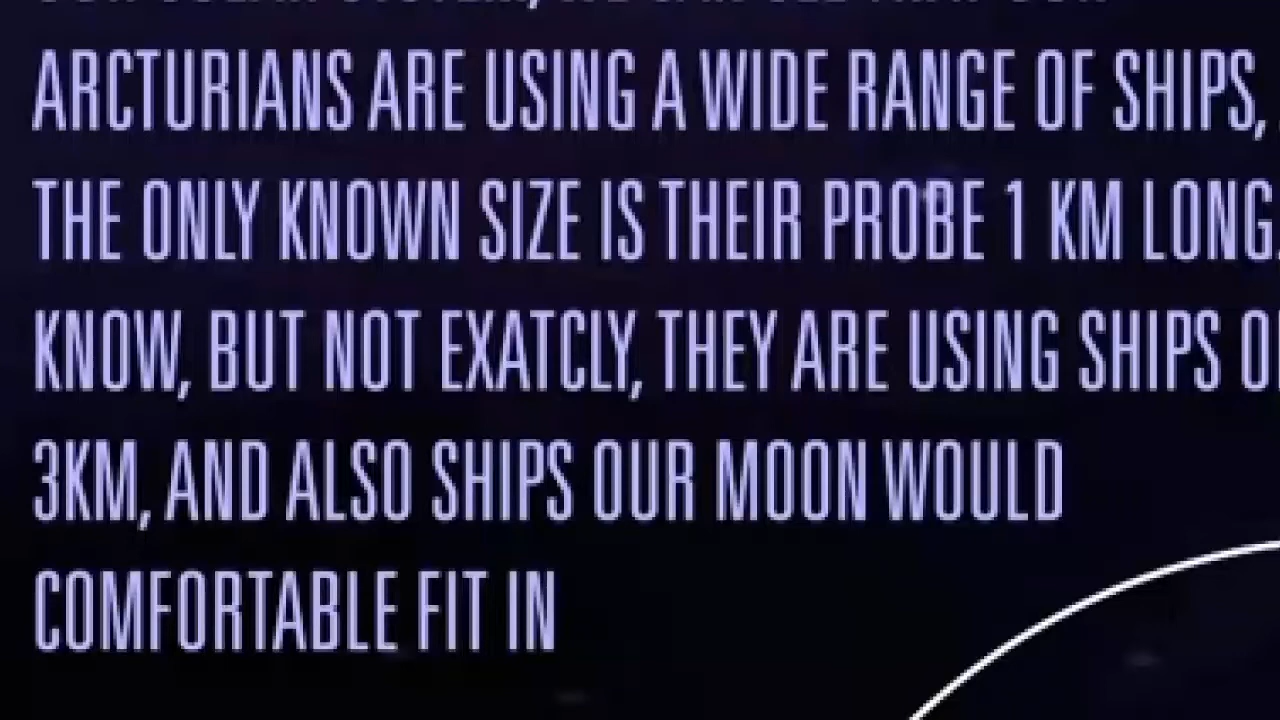 ARCTURIANS ARE USING A WIDE RANGE OF SHIPS,
THE ONLY KNOWN SIZE IS THEIR PROBE 1 KM LONG.
KNOW, BUT NOT EXATCLY, THEY ARE USING SHIPS
3KM, AND ALSO SHIPS OUR MOON WOULD
COMFORTABLE FIT IN